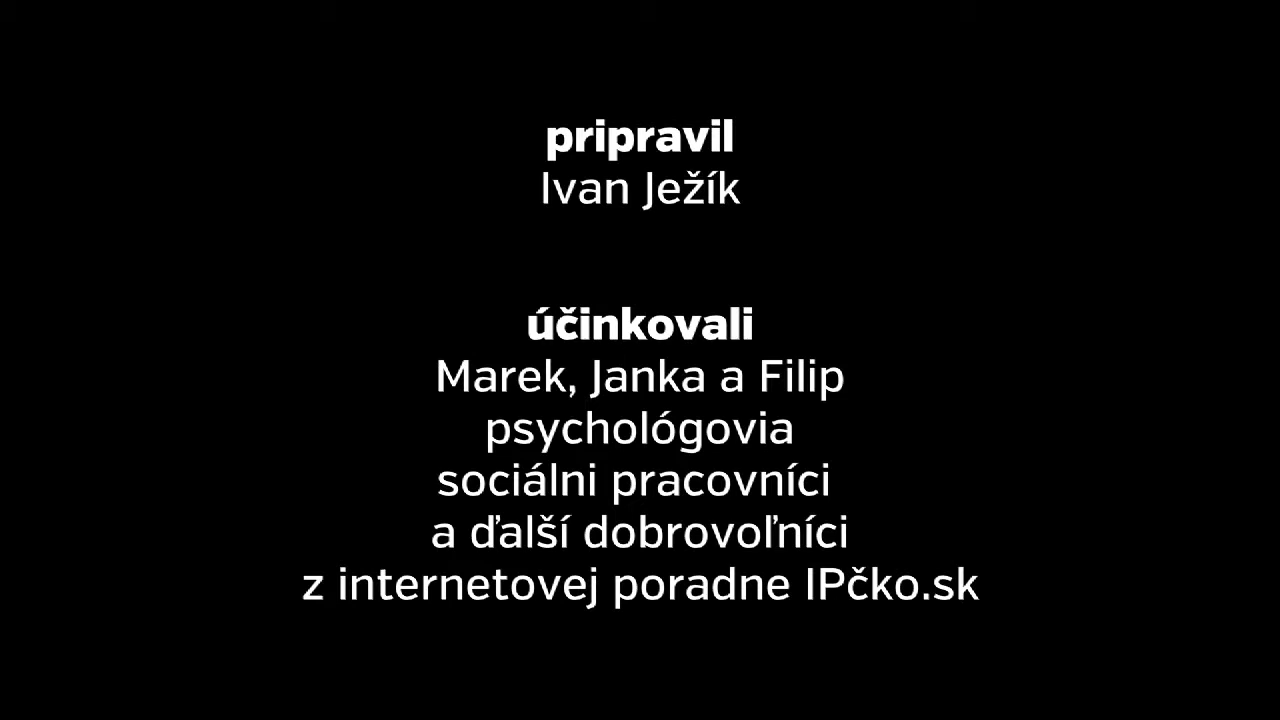 pripravil
Ivan Ježík
účinkovali
Marek, Janka a Filip
psychológovia
sociálni pracovníci
a ďalší dobrovoľníci
z internetovej poradne IPčko.sk